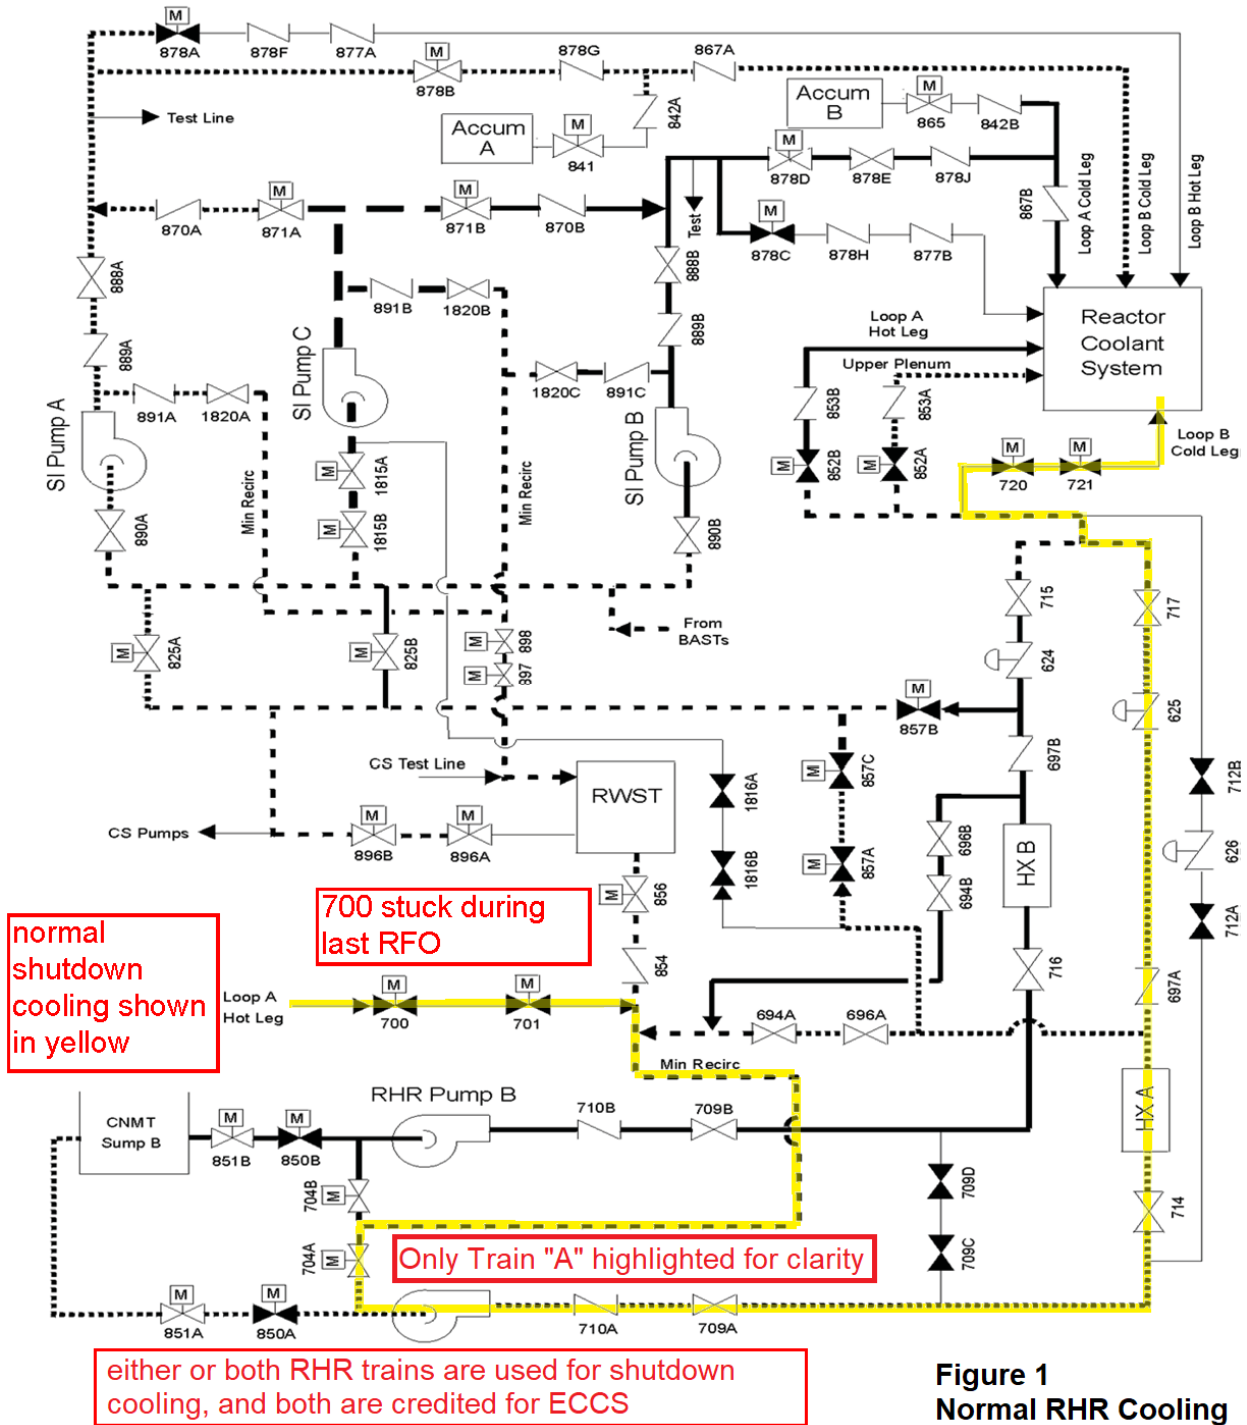 M
878A
878F
877A
M
878B
878G
867A
842A
Test Line
Accum
A
M
841
Accum
B
M
865
842B
M
878D
878E
878J
867B
Loop A Cold Leg
Loop B Cold Leg
Loop B Hot Leg
870A
M
871A
M
871B
870B
Test
M
878C
878H
877B
888A
889A
891B
1820B
888B
889B
SI Pump C
Loop A
Hot Leg
Reactor
Coolant
System
Upper Plenum
891A
1820A
1820C
891C
853B
853A
SI Pump A
SI Pump B
M
1815A
M
1815B
M
862B
M
852A
Loop B
Cold Leg
M
720
M
721
890A
Min Recirc
Min Recirc
890B
715
717
From
BASTs
M
825A
M
825B
M
898
M
897
624
625
M
857B
697B
CS Test Line
RWST
1816A
M
857C
712B
CS Pumps
M
896B
M
896A
696B
HX B
626
M
856
1816B
M
857A
694B
712A
normal
shutdown
cooling shown
in yellow
700 stuck during
last RFO
854
716
697A
Loop A
Hot Leg
M
700
M
701
694A
696A
Min Recirc
HX A
RHR Pump B
CNMT
Sump B
M
851B
M
850B
710B
709B
M
704B
709D
714
M
704A
Only Train "A" highlighted for clarity
709C
M
851A
M
850A
710A
709A
either or both RHR trains are used for shutdown
cooling, and both are credited for ECCS
Figure 1
Normal RHR Cooling